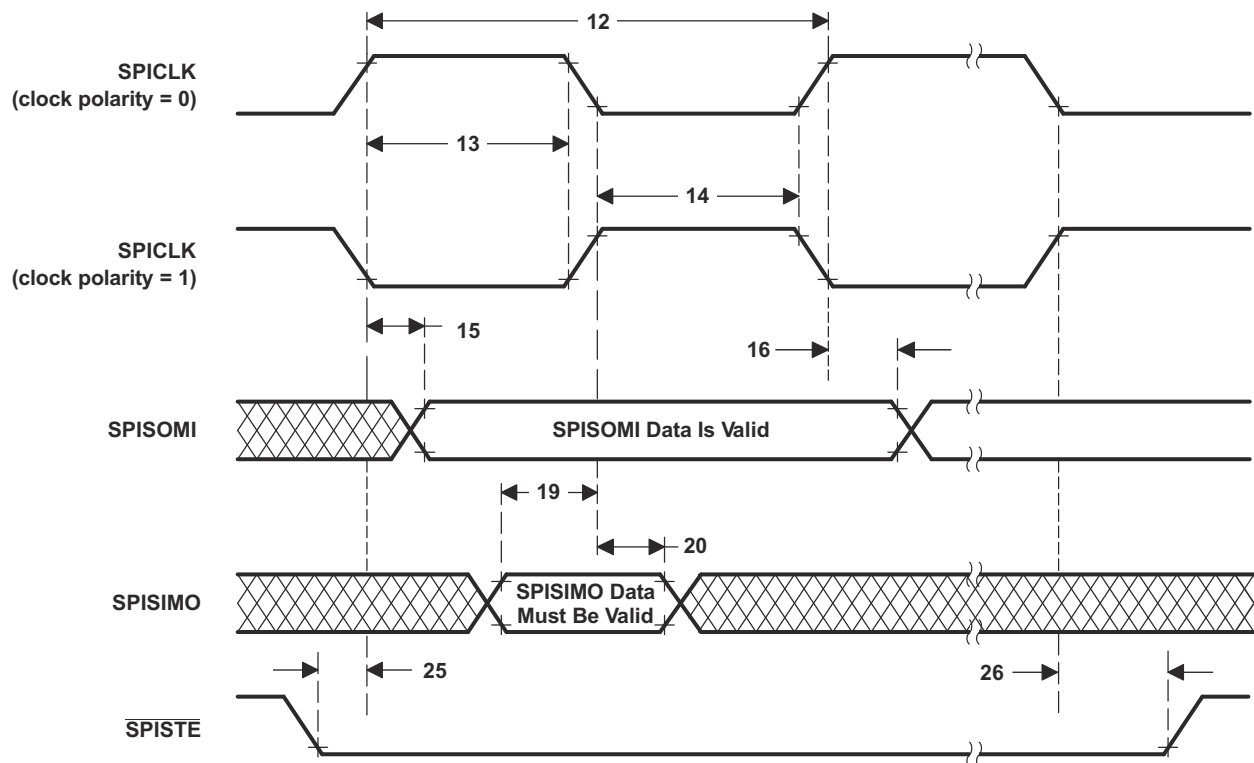 12
SPICLK
(clock polarity = 0)
13
14
SPICLK
(clock polarity = 1)
15
16
SPISOMI
SPISOMI Data Is Valid
19
20
SPISIMO
SPISIMO Data
Must Be Valid
25
26
SPISTE